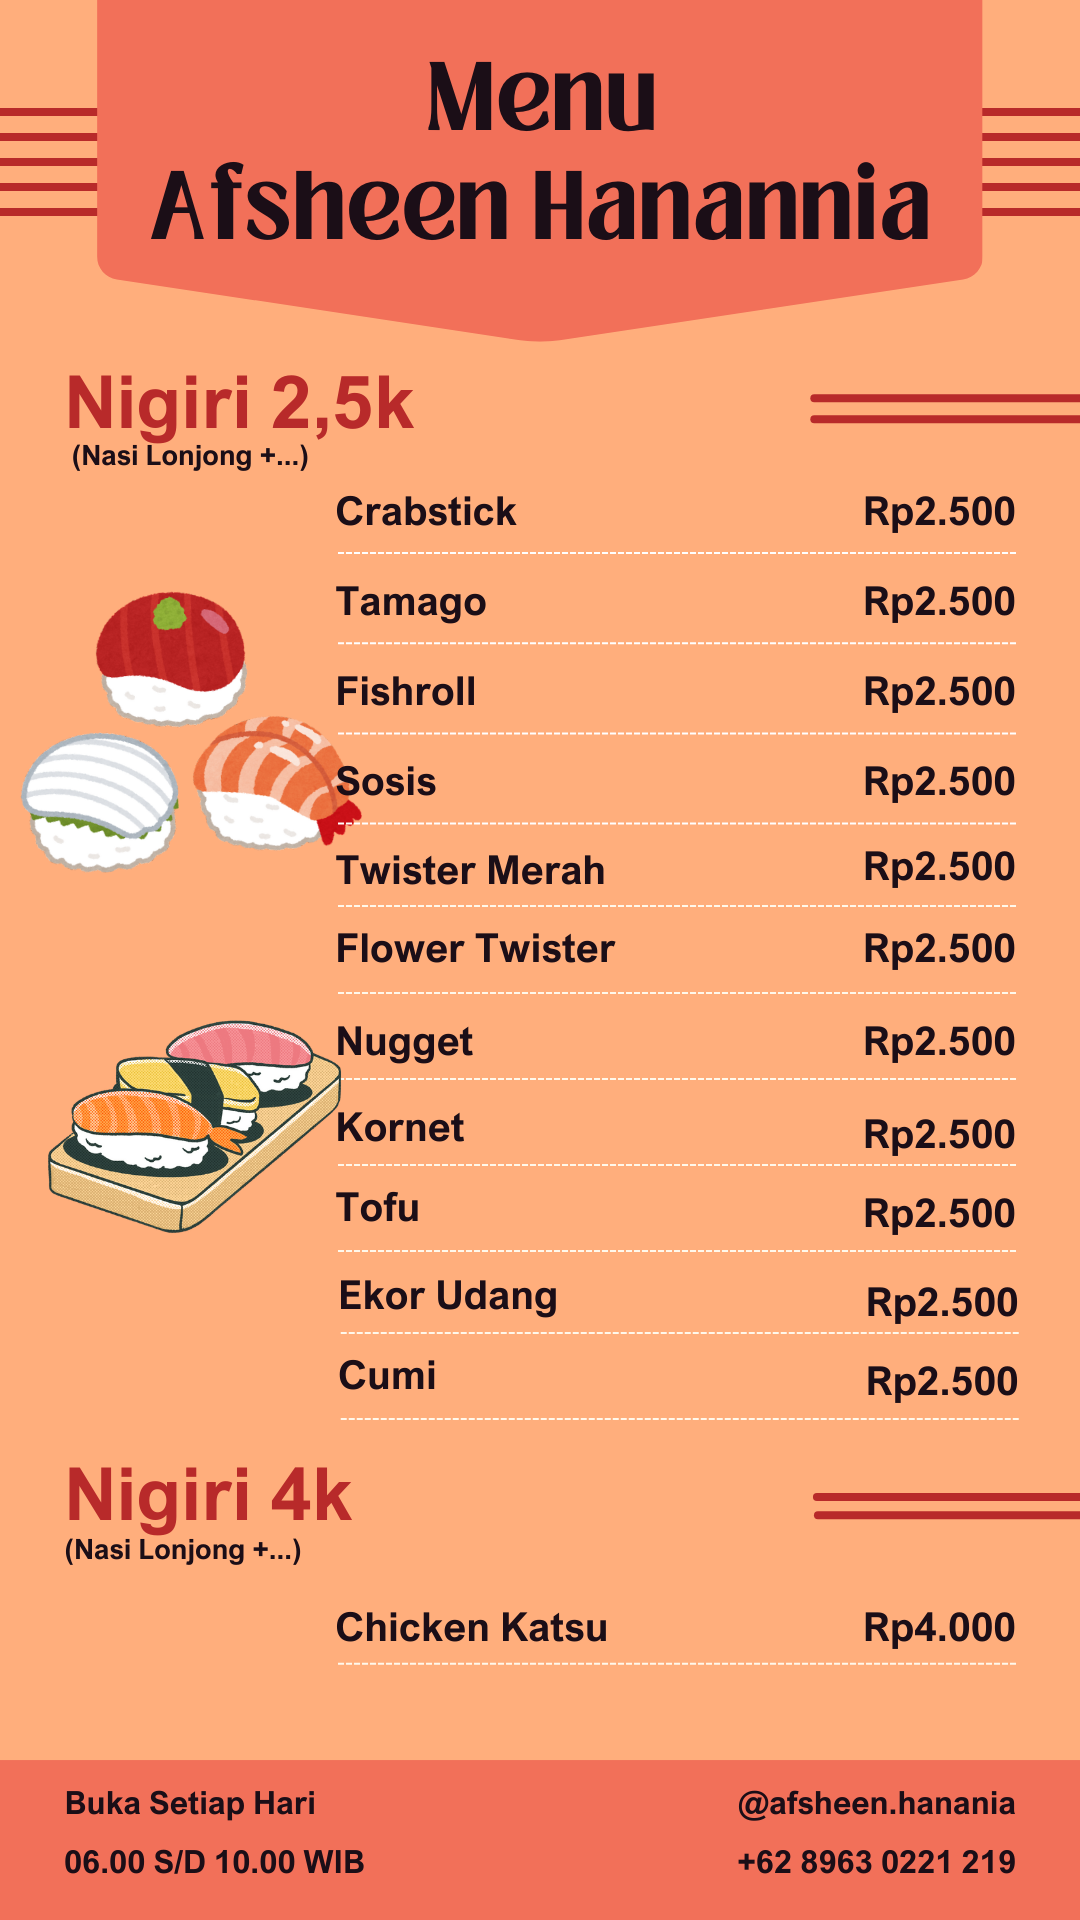 Menu
Afsheen Hanannia
Nigiri 2,5k
(Nasi Lonjong +...)
Crabstick Rp2.500
Tamago Rp2.500
Fishroll Rp2.500
Sosis Rp2.500
Twister Merah Rp2.500
Flower Twister Rp2.500
Nugget Rp2.500
Kornet Rp2.500
Tofu Rp2.500
Ekor Udang Rp2.500
Cumi Rp2.500
Nigiri 4k
(Nasi Lonjong +...)
Chicken Katsu Rp4.000
Buka Setiap Hari @afsheen.hanania
06.00 S/D 10.00 WIB +62 8963 0221 219